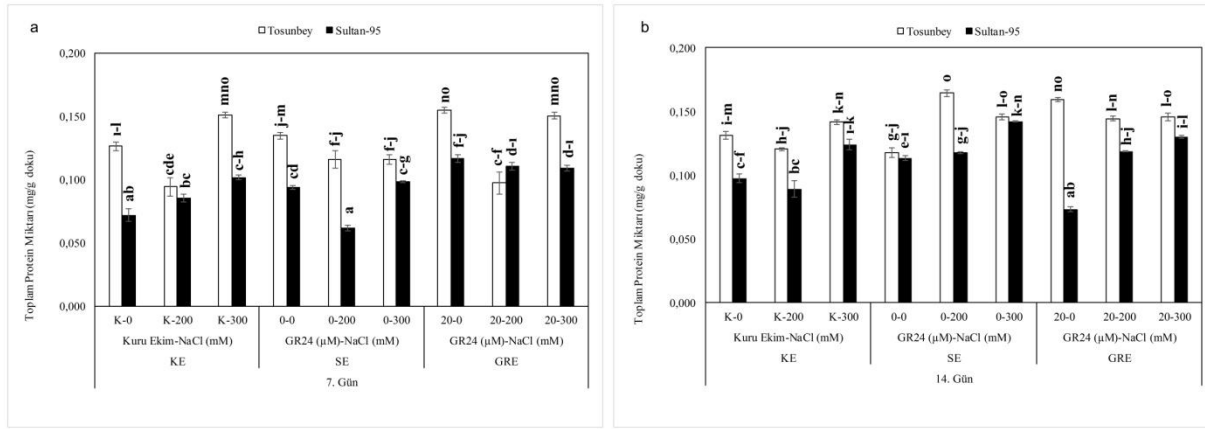 a
Tosunbey Sultan-95
Toplam Protein Miktarı (mg/g doku)
0,200
0,150
0,100
0,050
0,000
ı-l
ab
cde
bc
mno
c-h
j-m
cd
f-j
a
f-j
c-g
no
f-j
c-f
d-ı
mno
d-ı
K-0 K-200 K-300 0-0 0-200 0-300 20-0 20-200 20-300
Kuru Ekim-NaCl (mM) GR24 (µM)-NaCl (mM) GR24 (µM)-NaCl (mM)
KE SE GRE
7. Gün
b
Tosunbey Sultan-95
Toplam Protein Miktarı (mg/g doku)
0,200
0,150
0,100
0,050
0,000
i-m
c-f
h-j
bc
k-n
ı-k
g-j
e-ı
o
g-j
l-o
k-n
no
ab
l-n
h-j
l-o
i-l
K-0 K-200 K-300 0-0 0-200 0-300 20-0 20-200 20-300
Kuru Ekim-NaCl (mM) GR24 (µM)-NaCl (mM) GR24 (µM)-NaCl (mM)
KE SE GRE
14. Gün